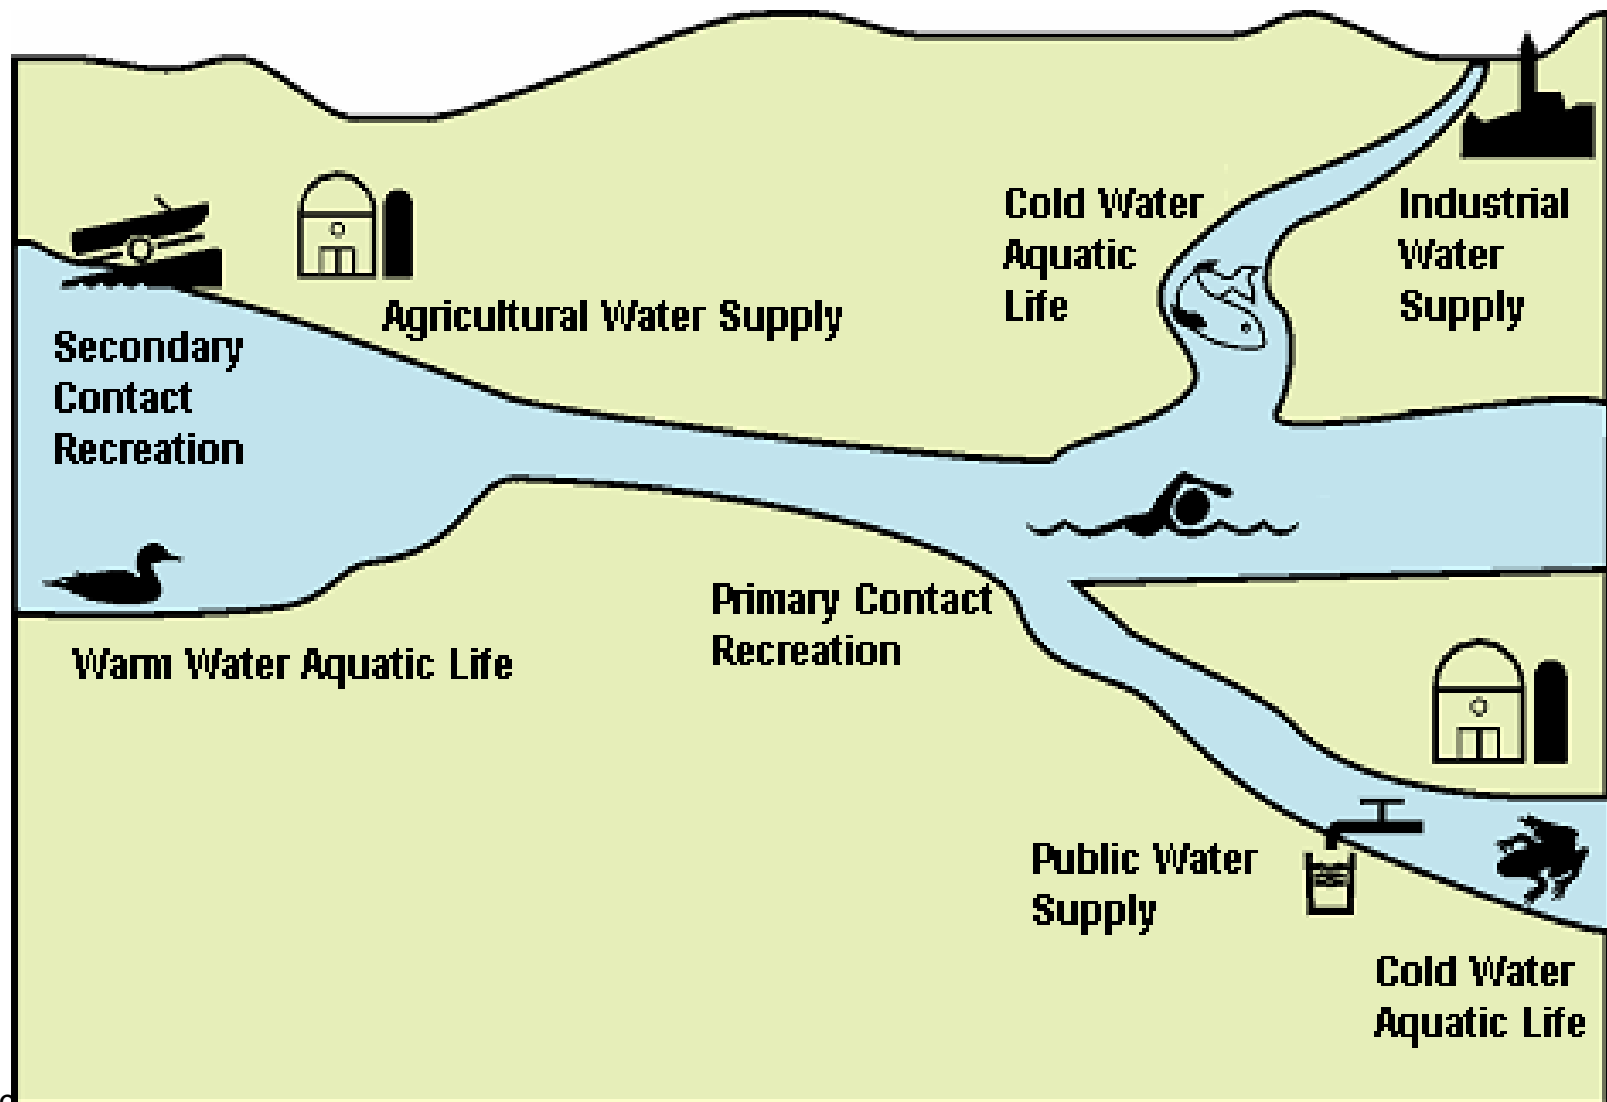 Cold Water
Aquatic
Life
Industrial
Water
Supply
Agricultural Water Supply
Secondary
Contact
Recreation
Primary Contact
Recreation
Warm Water Aquatic Life
Public Water
Supply
Cold Water
Aquatic Life